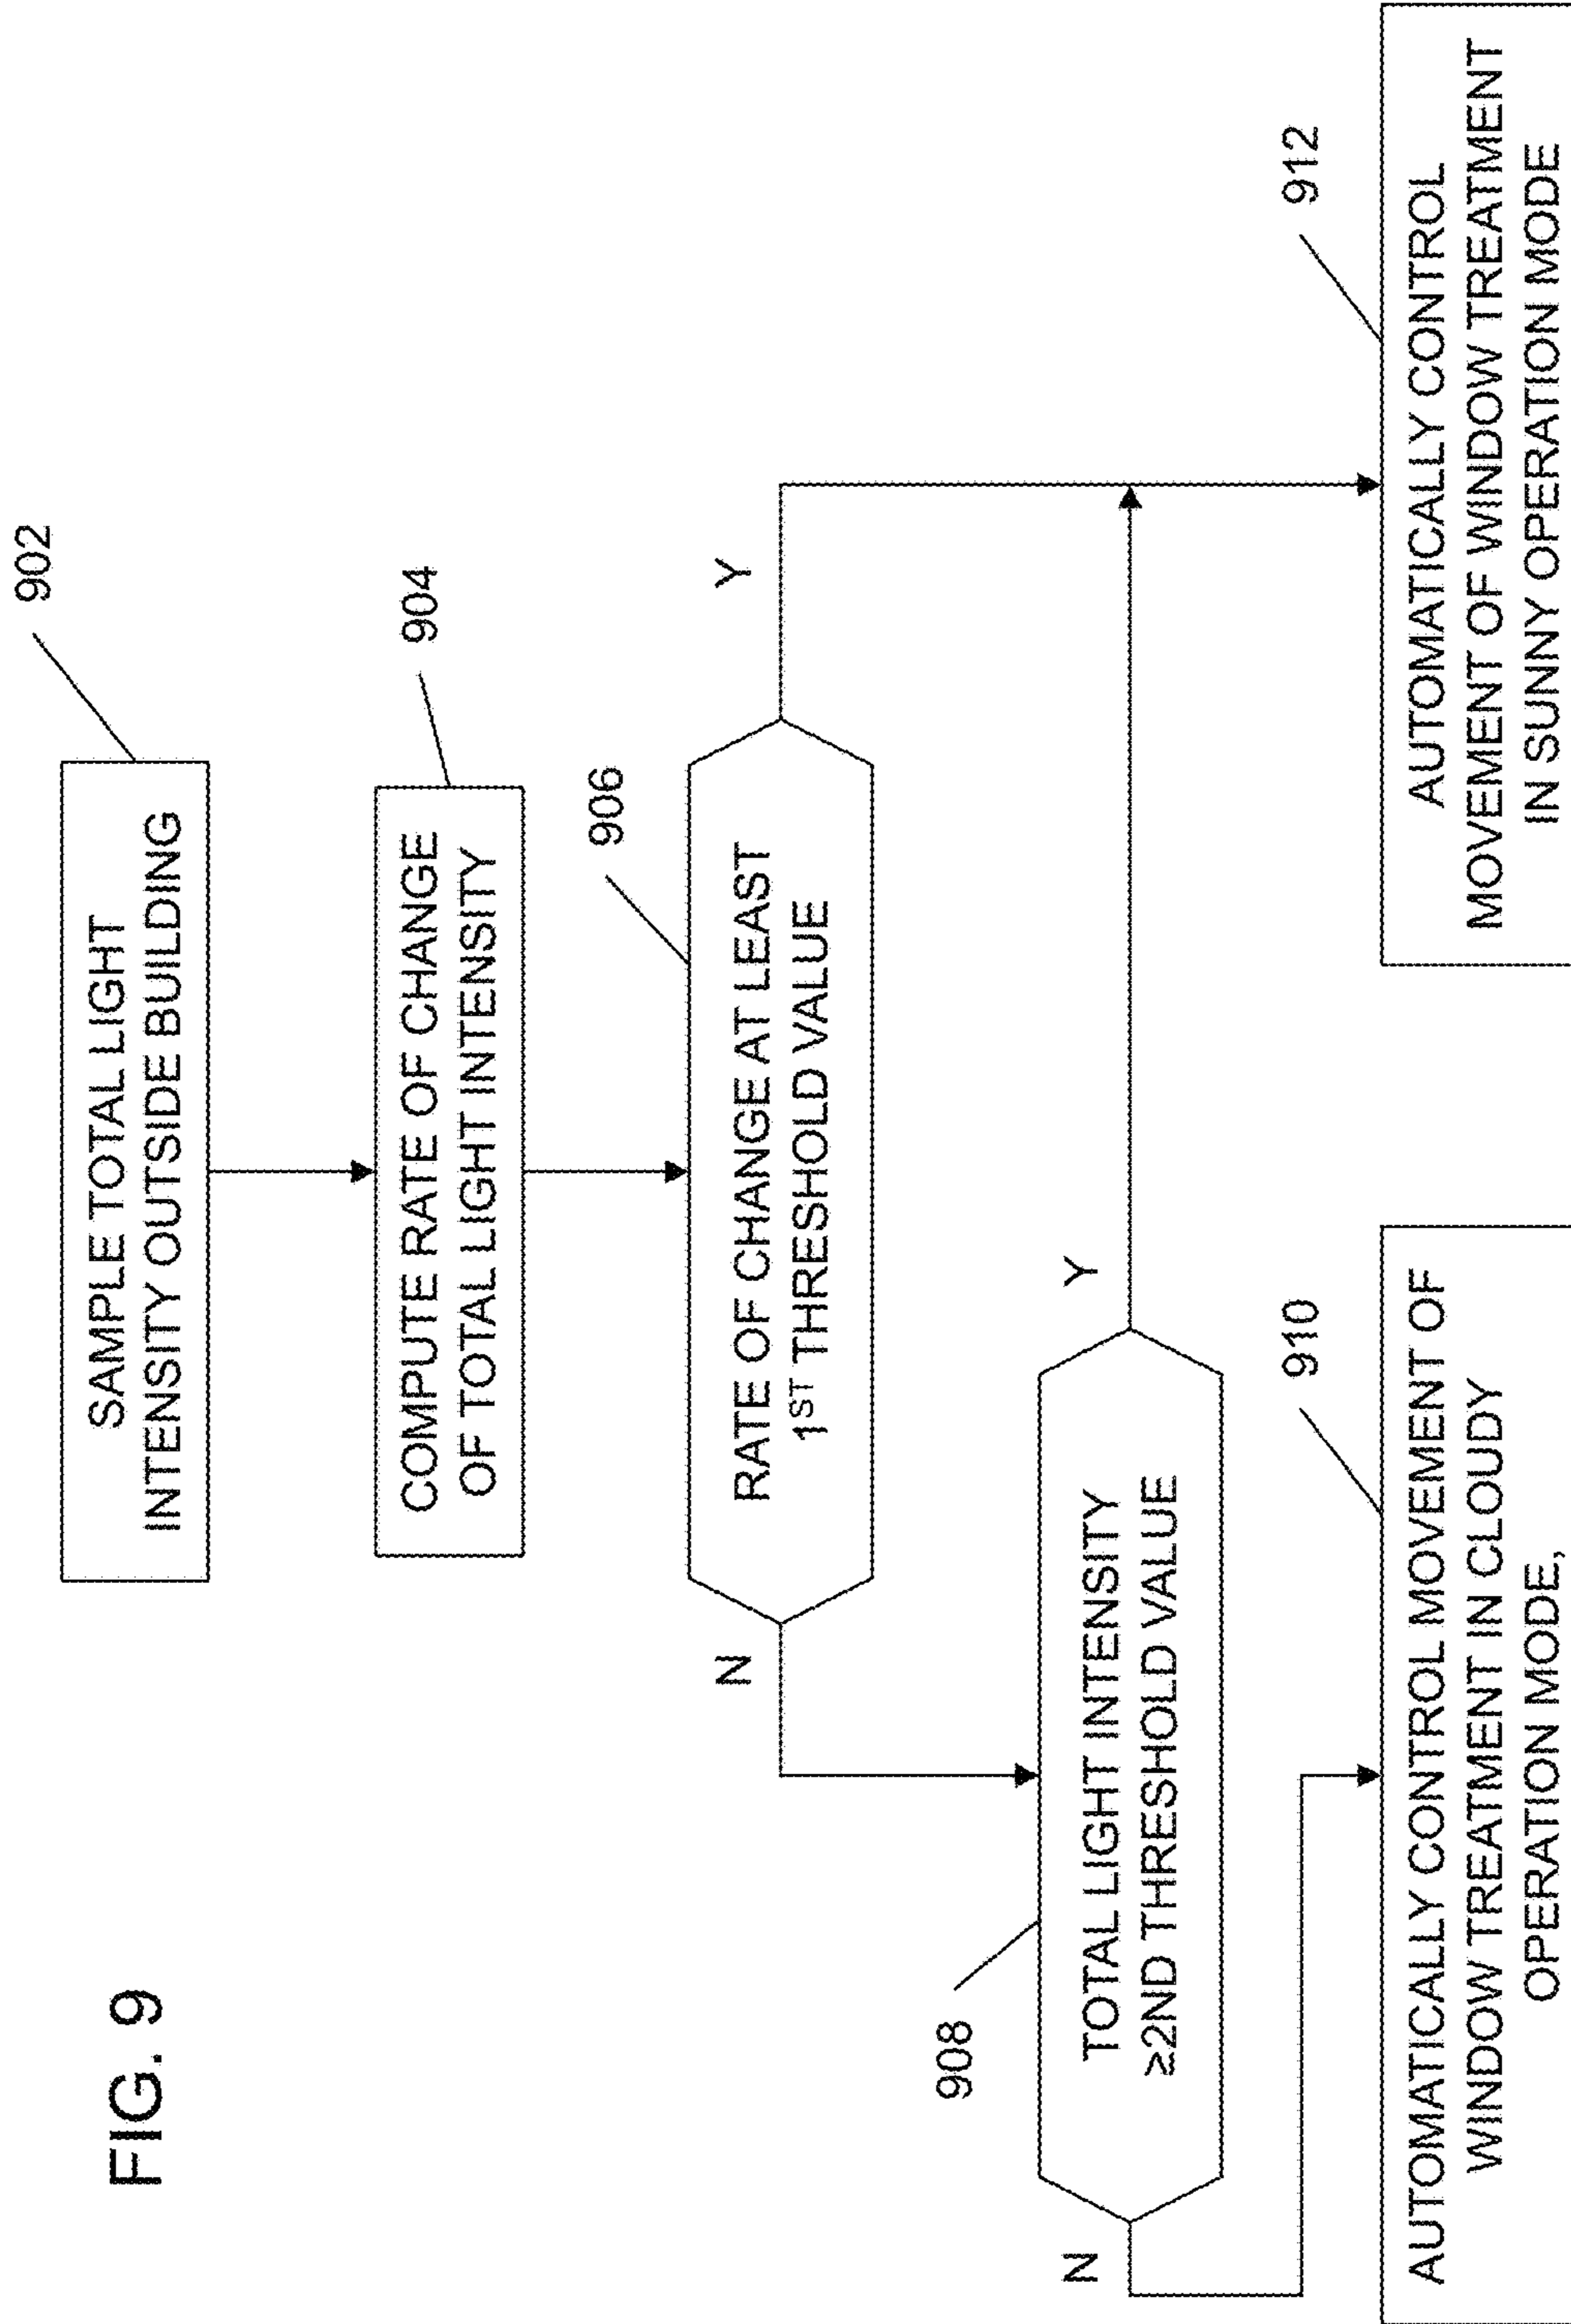 FIG. 9
902
SAMPLE TOTAL LIGHT
INTENSITY OUTSIDE BUILDING
904
COMPUTE RATE OF CHANGE
OF TOTAL LIGHT INTENSITY
906
RATE OF CHANGE AT LEAST
1ST THRESHOLD VALUE
N
Y
908
TOTAL LIGHT INTENSITY
≥2ND THRESHOLD VALUE
N
Y
910
AUTOMATICALLY CONTROL MOVEMENT OF
WINDOW TREATMENT IN CLOUDY
OPERATION MODE,
912
AUTOMATICALLY CONTROL
MOVEMENT OF WINDOW TREATMENT
IN SUNNY OPERATION MODE